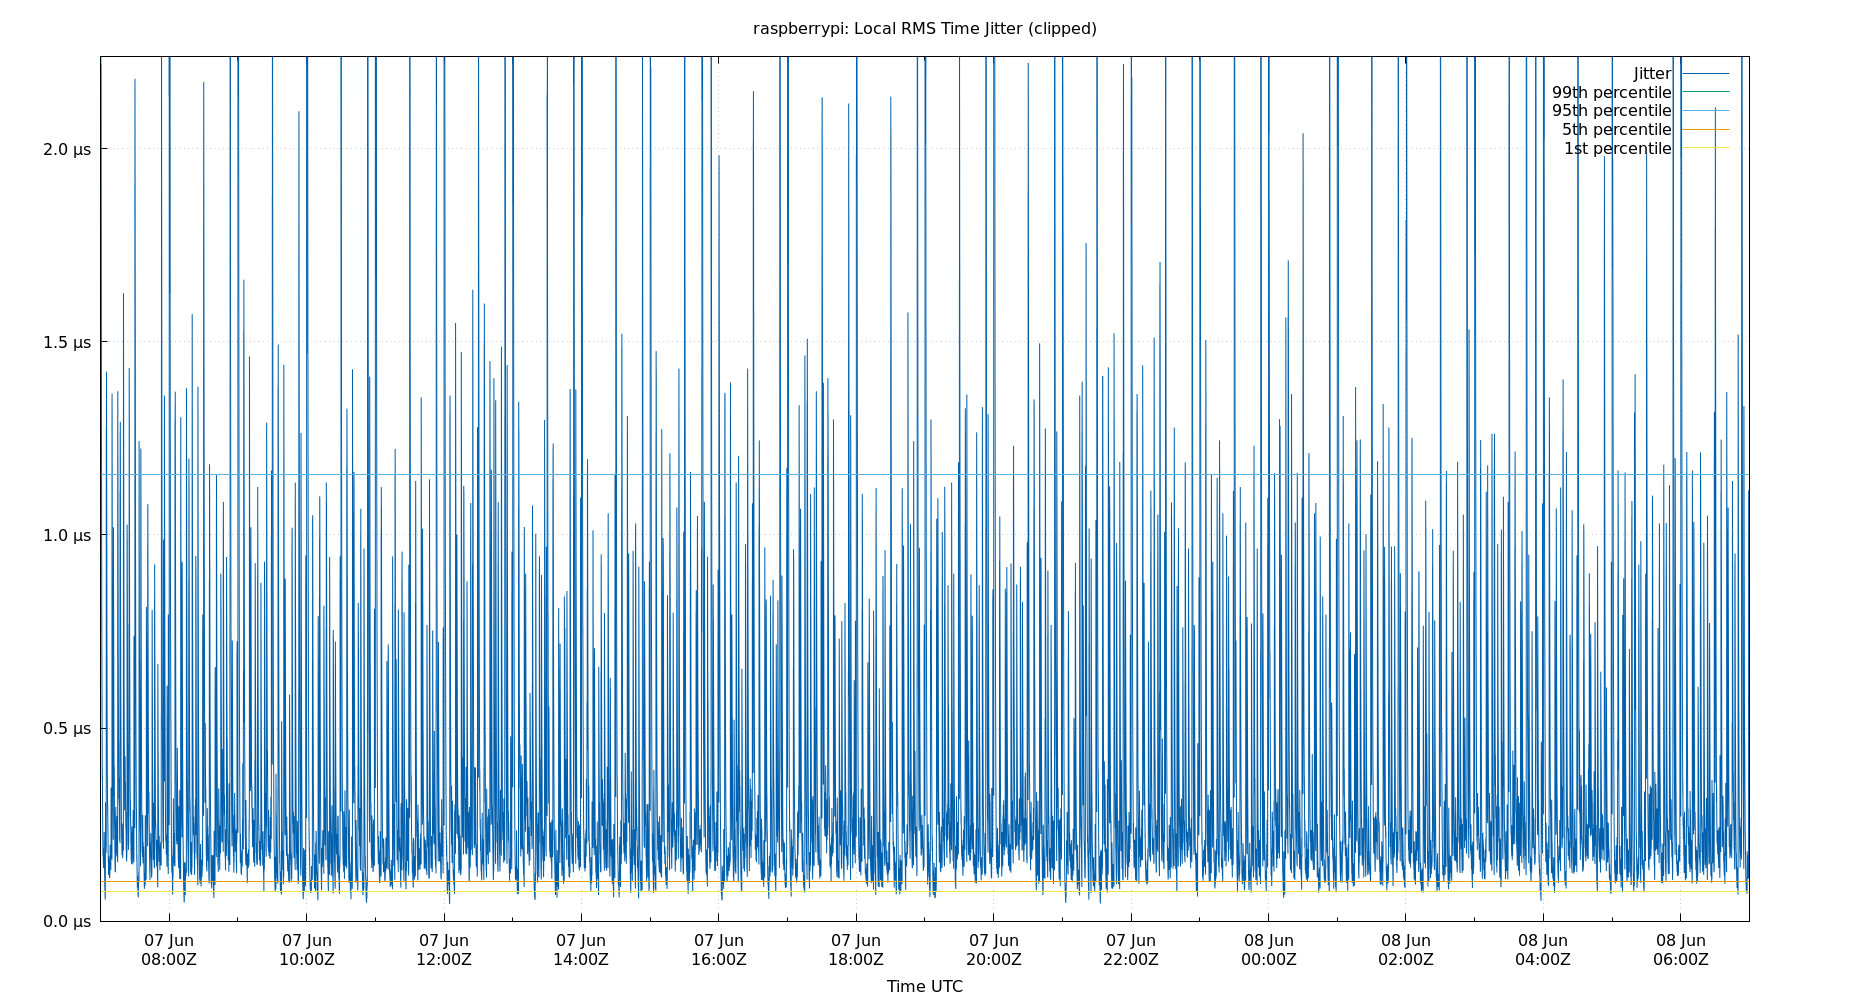 raspberrypi: Local RMS Time Jitter (clipped)
Jitter
99th percentile
95th percentile
5th percentile
1st percentile
2.0 µs
1.5 µs
1.0 µs
0.5 µs
0.0 µs
07 Jun 07 Jun 07 Jun 07 Jun 07 Jun 07 Jun 07 Jun 07 Jun 08 Jun 08 Jun 08 Jun 08 Jun
08:00Z 10:00Z 12:00Z 14:00Z 16:00Z 18:00Z 20:00Z 22:00Z 00:00Z 02:00Z 04:00Z 06:00Z
Time UTC